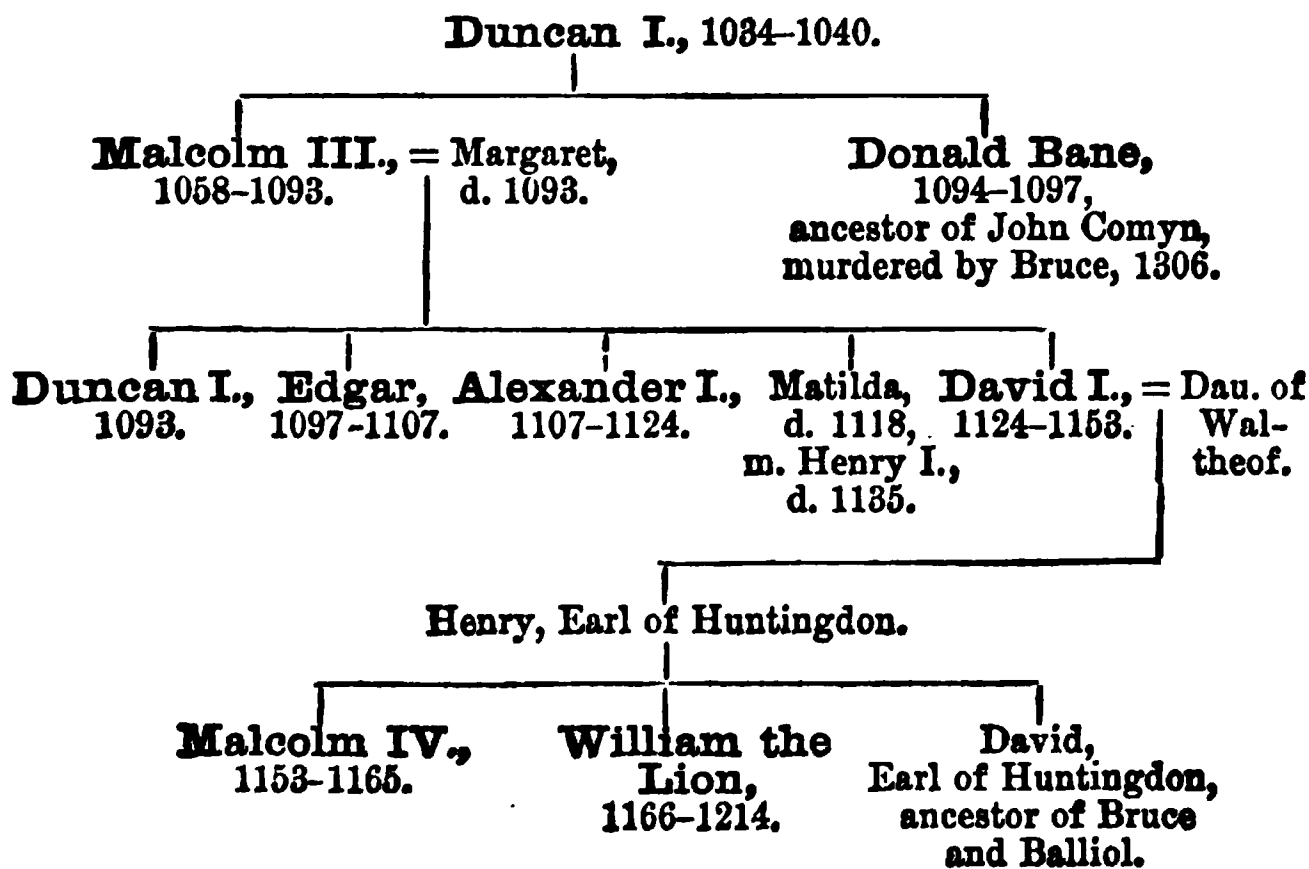 Duncan I., 1034–1040.
Malcolm III., = Margaret,
1058–1093. d. 1093.
Donald Bane,
1094–1097,
ancestor of John Comyn,
murdered by Bruce, 1306.
Duncan I.,
1093.
Edgar,
1097–1107.
Alexander I.,
1107–1124.
Matilda,
d. 1118,
m. Henry I.,
d. 1135.
David I., = Dau. of
1124–1153. Wal-
theof.
Henry, Earl of Huntingdon.
Malcolm IV.,
1153–1165.
William the
Lion,
1166–1214.
David,
Earl of Huntingdon,
ancestor of Bruce
and Balliol.